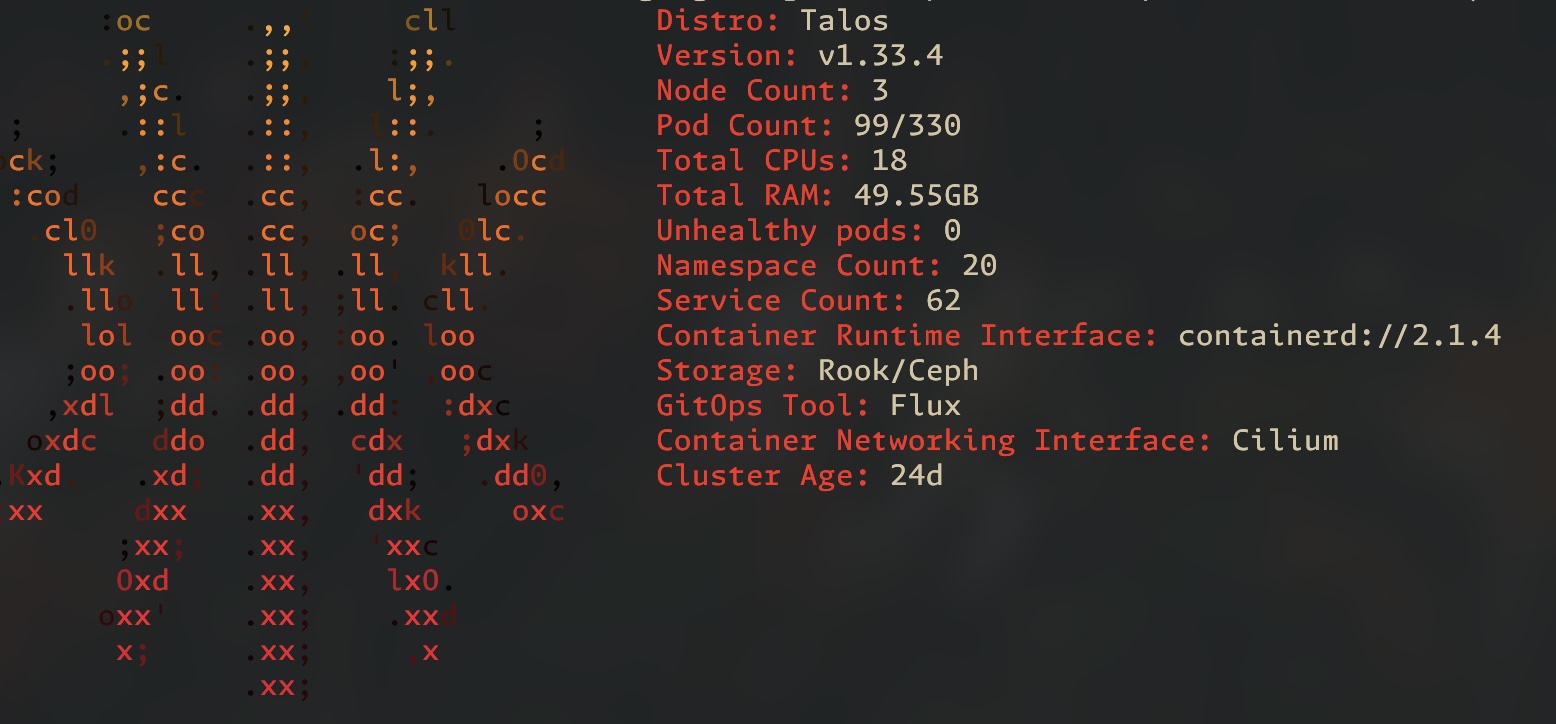 Distro: Talos
Version: v1.33.4
Node Count: 3
Pod Count: 99/330
Total CPUs: 18
Total RAM: 49.55GB
Unhealthy pods: 0
Namespace Count: 20
Service Count: 62
Container Runtime Interface: containerd://2.1.4
Storage: Rook/Ceph
GitOps Tool: Flux
Container Networking Interface: Cilium
Cluster Age: 24d